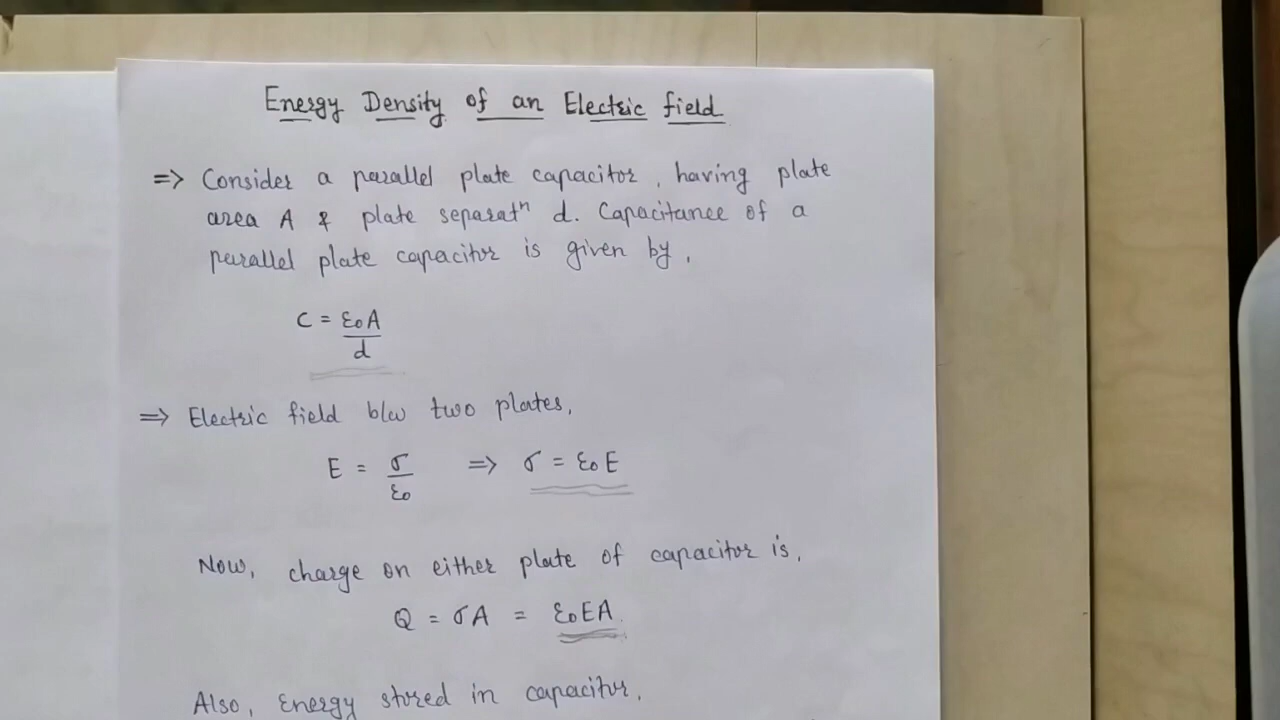 Energy Density of an Electric field
=> Consider a parallel plate capacitor, having plate
area A & plate separatⁿ d. Capacitance of a
parallel plate capacitor is given by,
C = ε₀A
d
=> Electric field b/w two plates,
E = σ/ε₀ => σ = ε₀E
Now, charge on either plate of capacitor is,
Q = σA = ε₀EA
Also, Energy stored in capacitor,